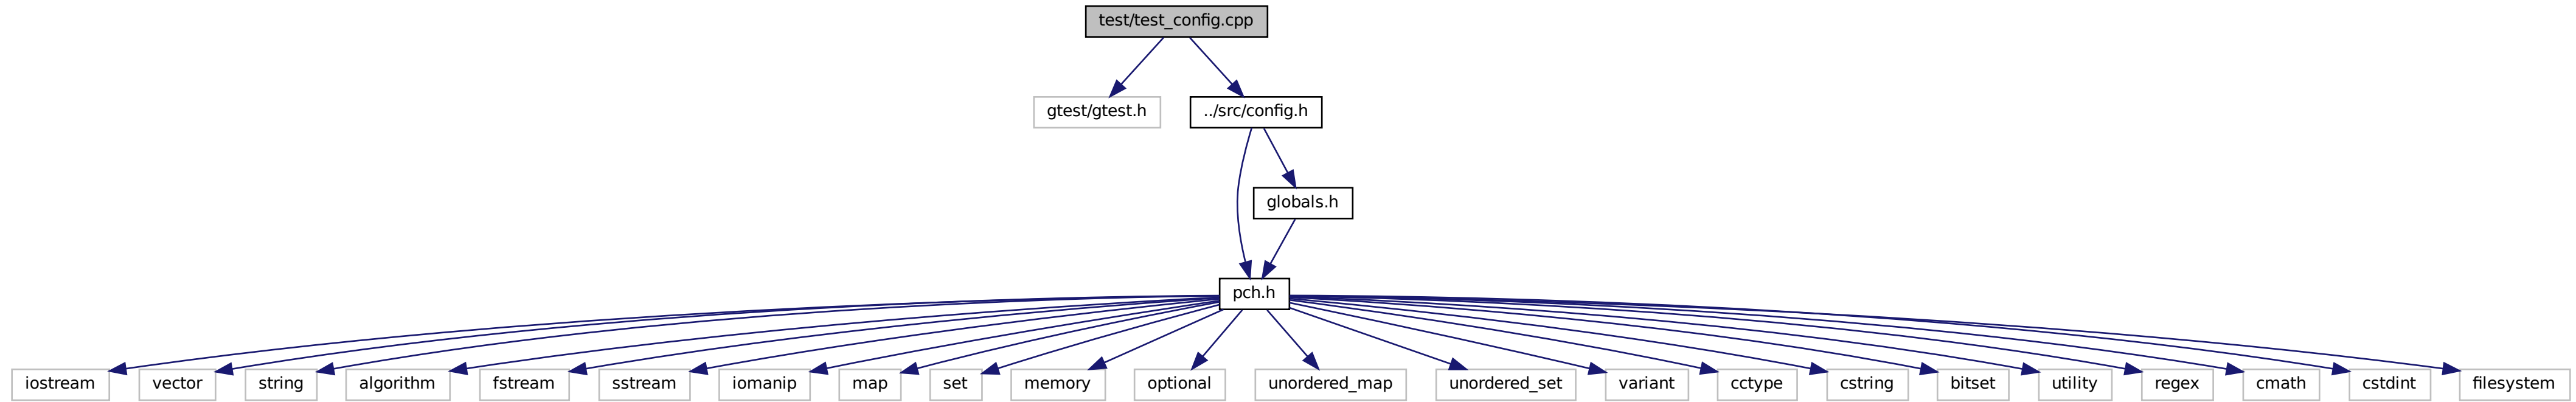 test/test_config.cpp
gtest/gtest.h
../src/config.h
globals.h
pch.h
iostream
vector
string
algorithm
fstream
sstream
iomanip
map
set
memory
optional
unordered_map
unordered_set
variant
cctype
cstring
bitset
utility
regex
cmath
cstdint
filesystem